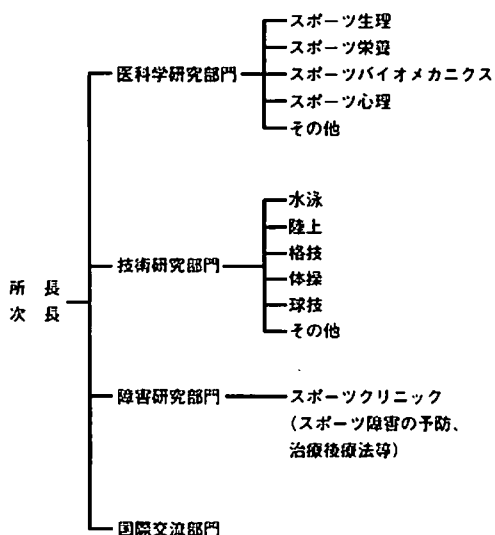 所長
次長
医科学研究部門
スポーツ生理
スポーツ栄養
スポーツバイオメカニクス
スポーツ心理
その他
技術研究部門
水泳
陸上
格技
体操
球技
その他
障害研究部門
スポーツクリニック
(スポーツ障害の予防、
治療後療法等)
国際交流部門